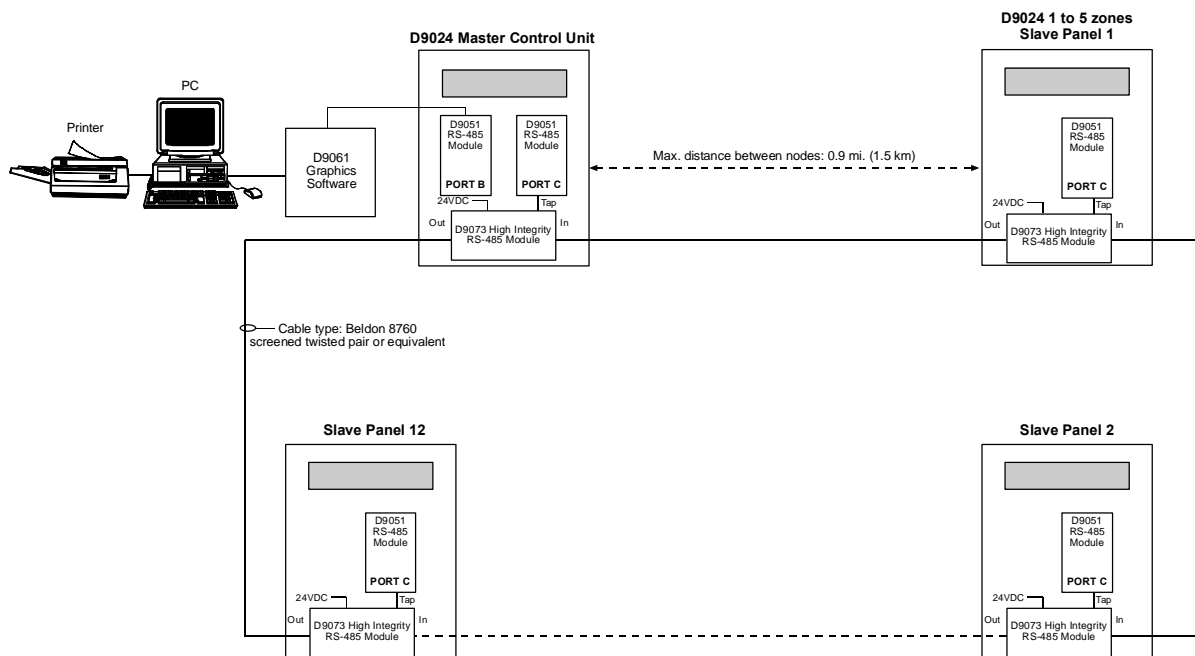 D9024 Master Control Unit
D9024 1 to 5 zones
Slave Panel 1
PC
Printer
D9061
Graphics
Software
D9051
RS-485
Module
PORT B
D9051
RS-485
Module
PORT C
24VDC
Tap
Out
In
D9073 High Integrity
RS-485 Module
Max. distance between nodes: 0.9 mi. (1.5 km)
D9051
RS-485
Module
PORT C
24VDC
Tap
Out
In
D9073 High Integrity
RS-485 Module
Cable type: Beldon 8760
screened twisted pair or equivalent
Slave Panel 12
D9051
RS-485
Module
PORT C
24VDC
Tap
Out
In
D9073 High Integrity
RS-485 Module
Slave Panel 2
D9051
RS-485
Module
PORT C
24VDC
Tap
Out
In
D9073 High Integrity
RS-485 Module